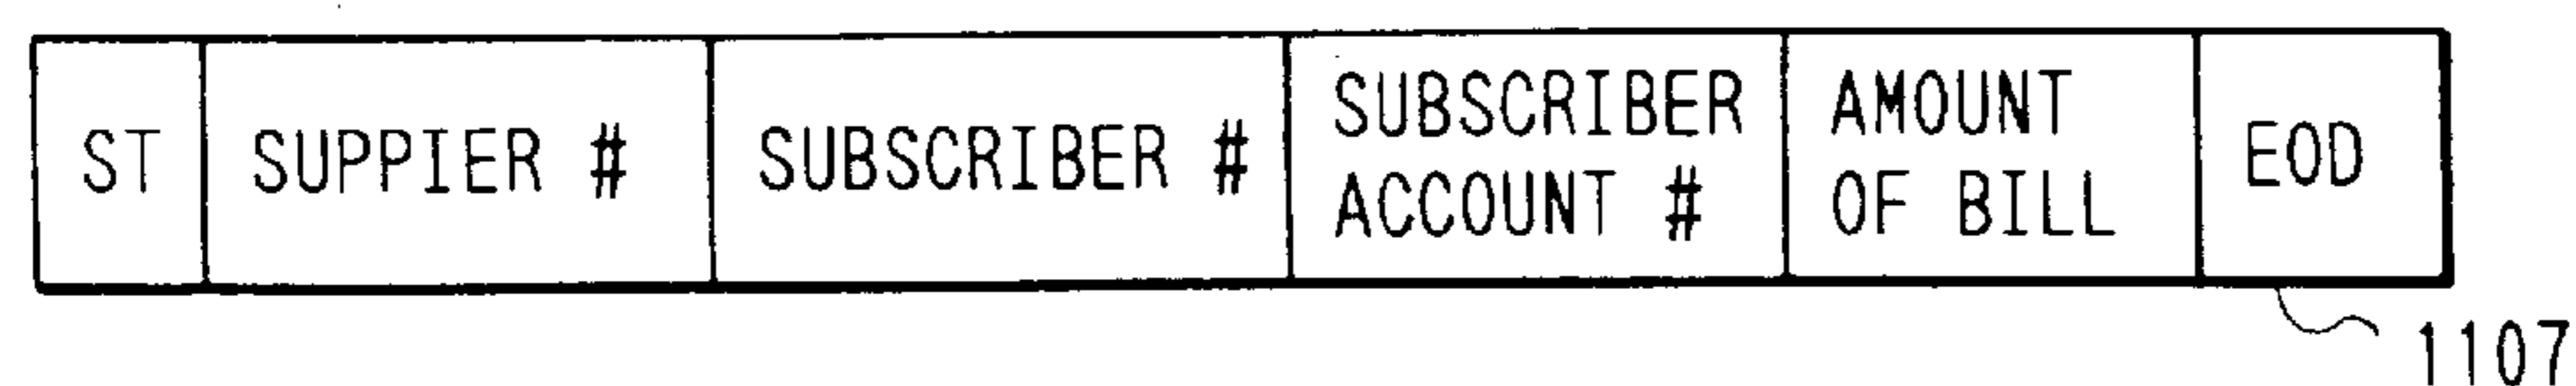 ST
SUPPIER #
SUBSCRIBER #
SUBSCRIBER
ACCOUNT #
AMOUNT
OF BILL
EOD
1107